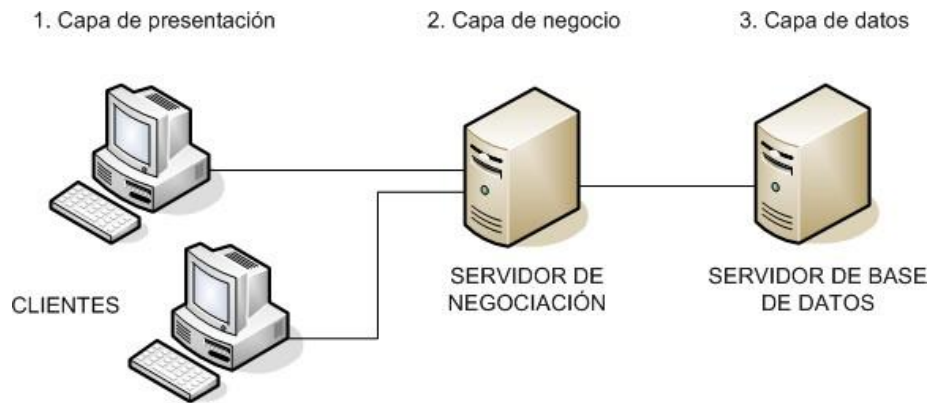 1. Capa de presentación
2. Capa de negocio
3. Capa de datos
CLIENTES
SERVIDOR DE
NEGOCIACIÓN
SERVIDOR DE BASE
DE DATOS